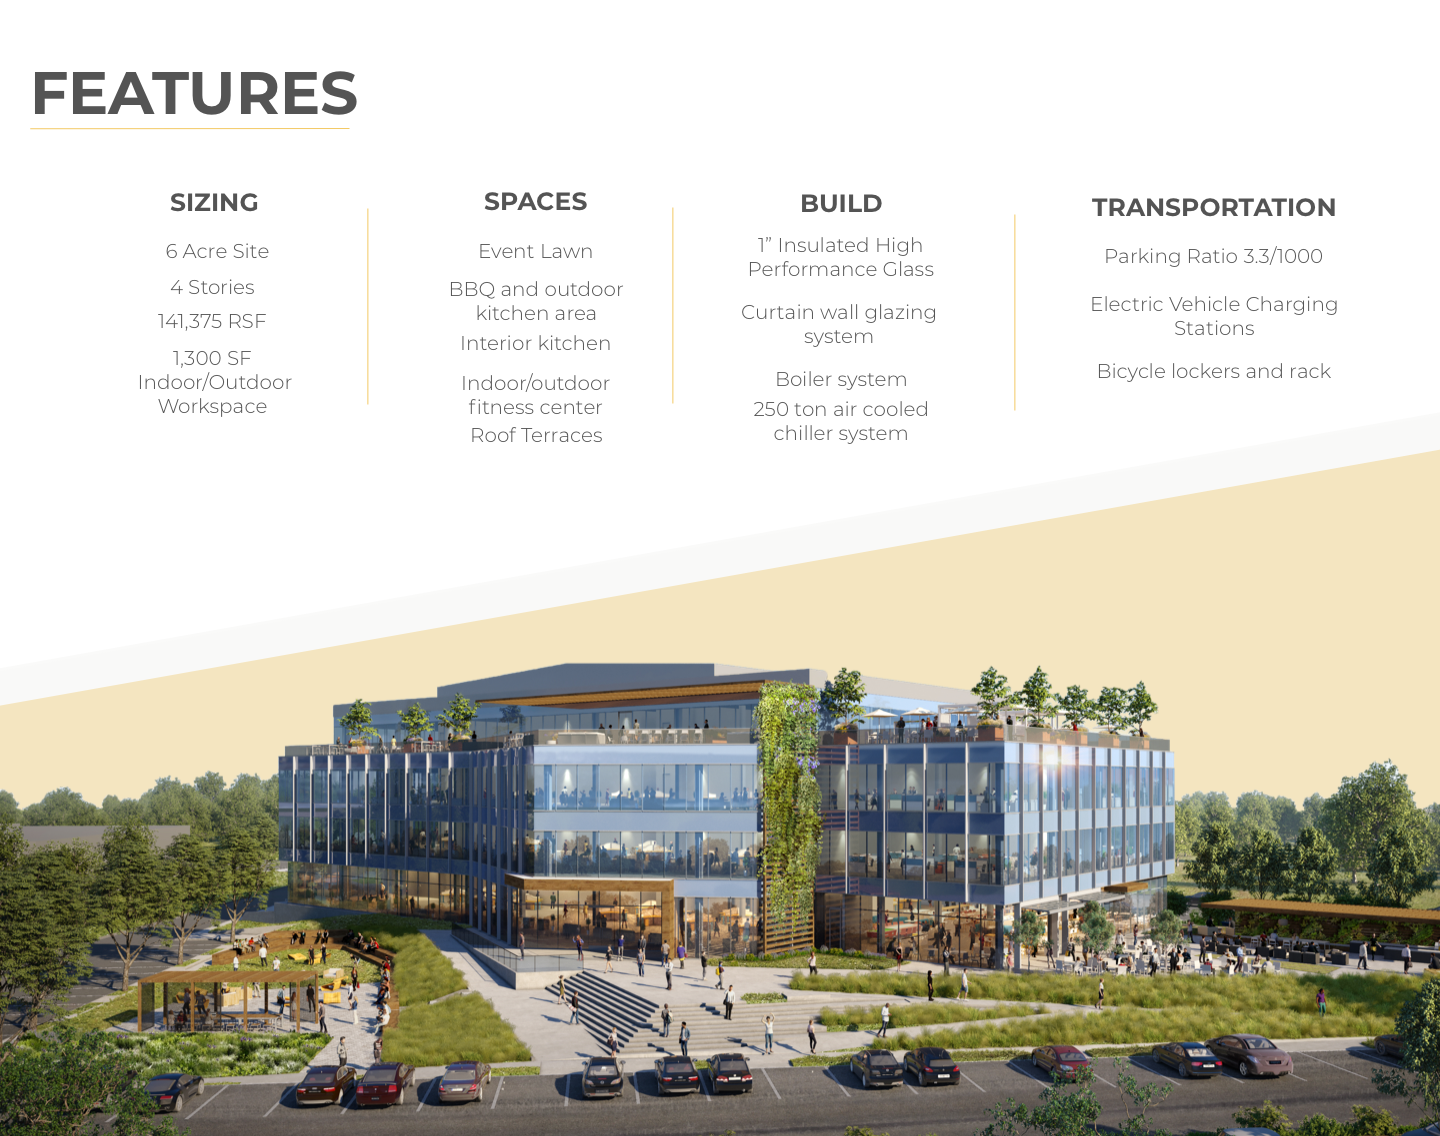 FEATURES
SIZING
6 Acre Site
4 Stories
141,375 RSF
1,300 SF
Indoor/Outdoor
Workspace
SPACES
Event Lawn
BBQ and outdoor
kitchen area
Interior kitchen
Indoor/outdoor
fitness center
Roof Terraces
BUILD
1” Insulated High
Performance Glass
Curtain wall glazing
system
Boiler system
250 ton air cooled
chiller system
TRANSPORTATION
Parking Ratio 3.3/1000
Electric Vehicle Charging
Stations
Bicycle lockers and rack